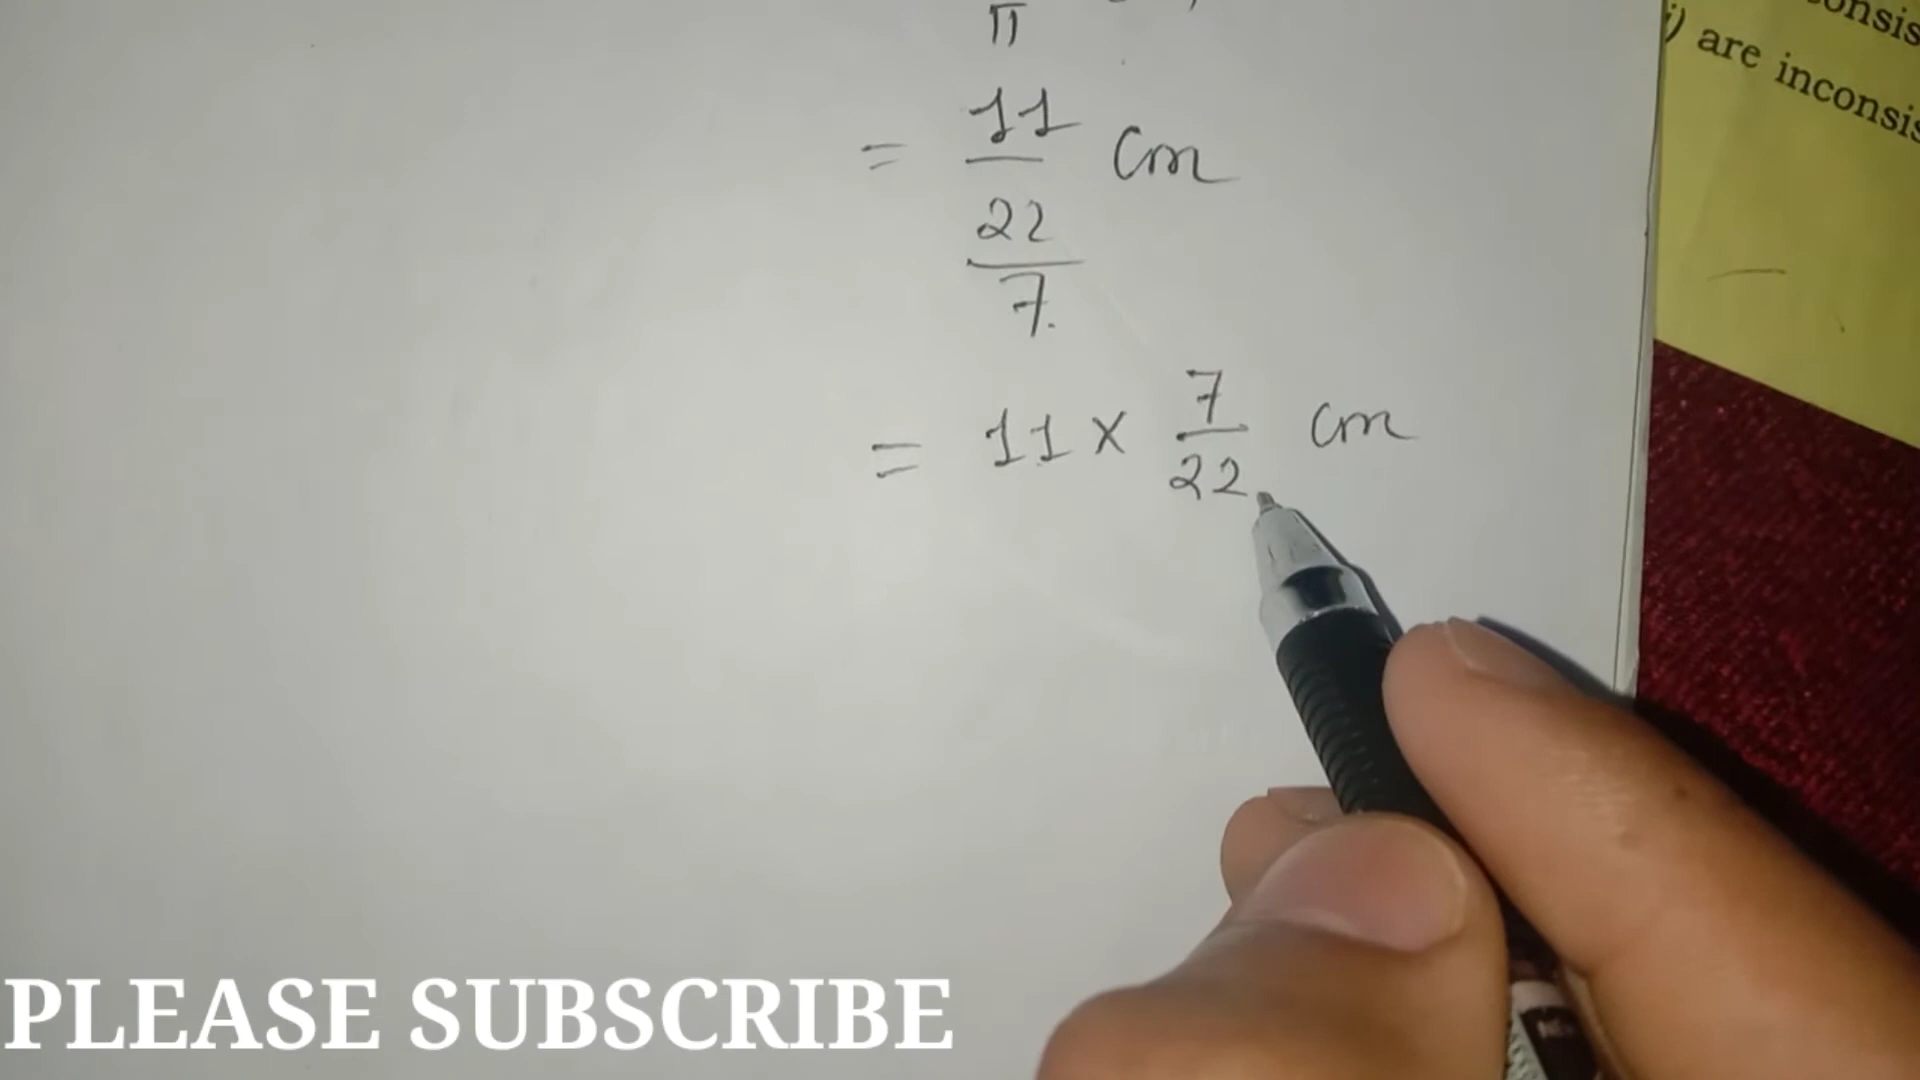 π
= 11 cm
22
7.
= 11 × 7/22 cm
i) are inconsis
PLEASE SUBSCRIBE